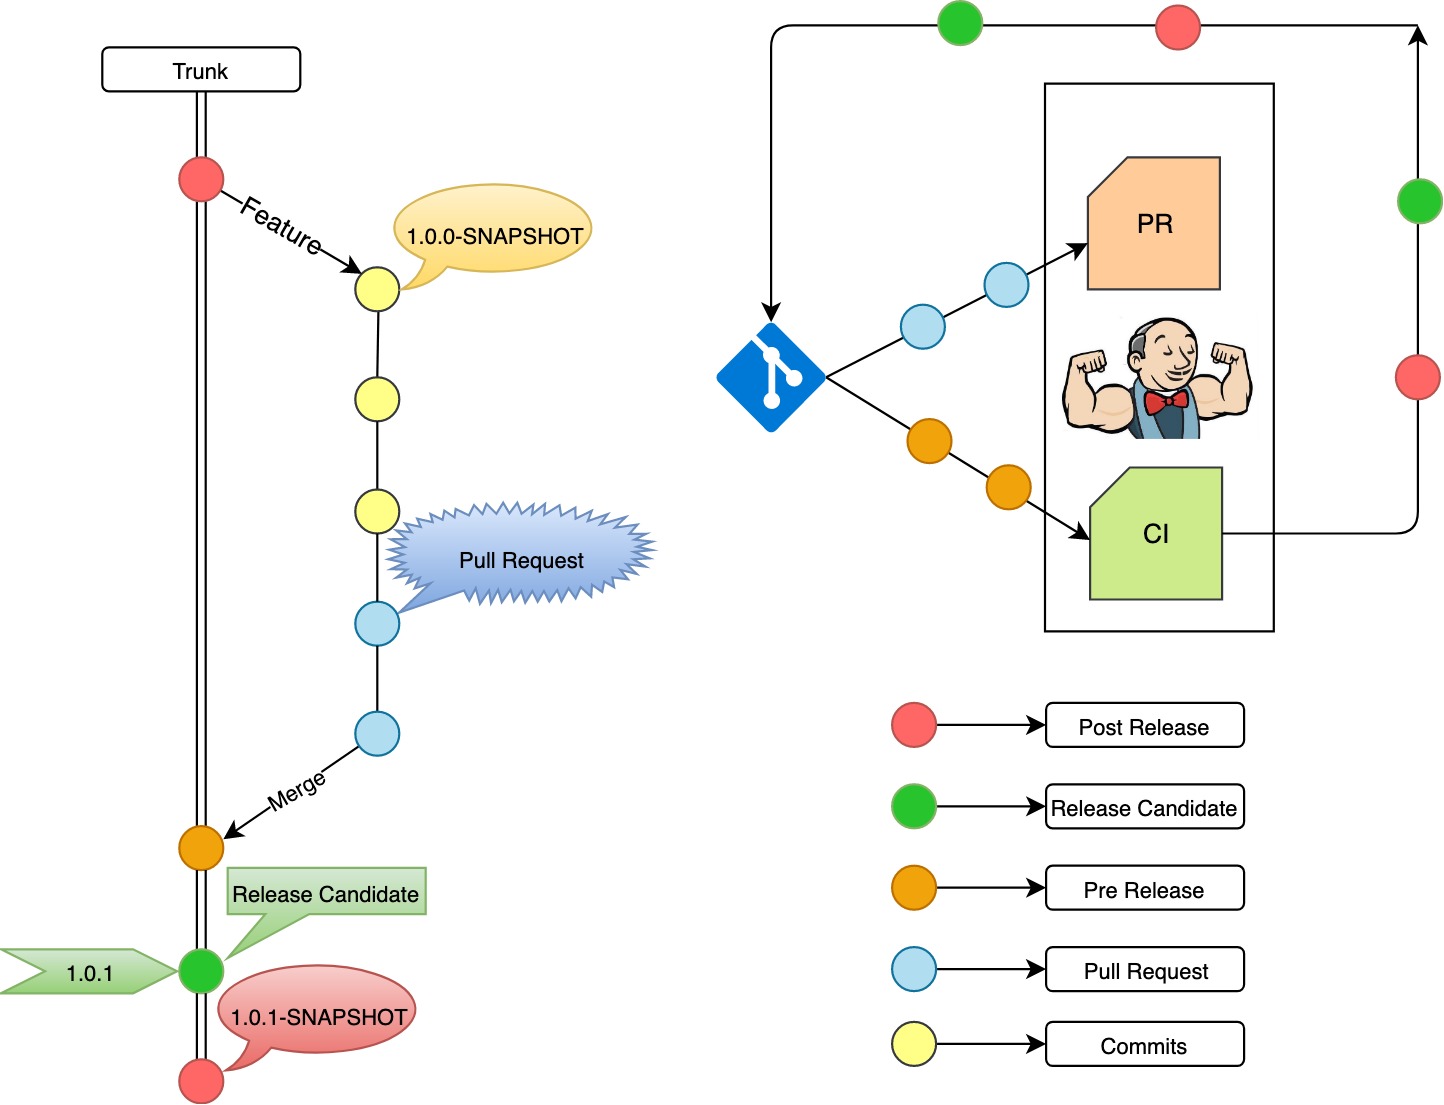 Trunk
Feature
1.0.0-SNAPSHOT
Pull Request
Merge
Release Candidate
1.0.1
1.0.1-SNAPSHOT
PR
CI
Post Release
Release Candidate
Pre Release
Pull Request
Commits